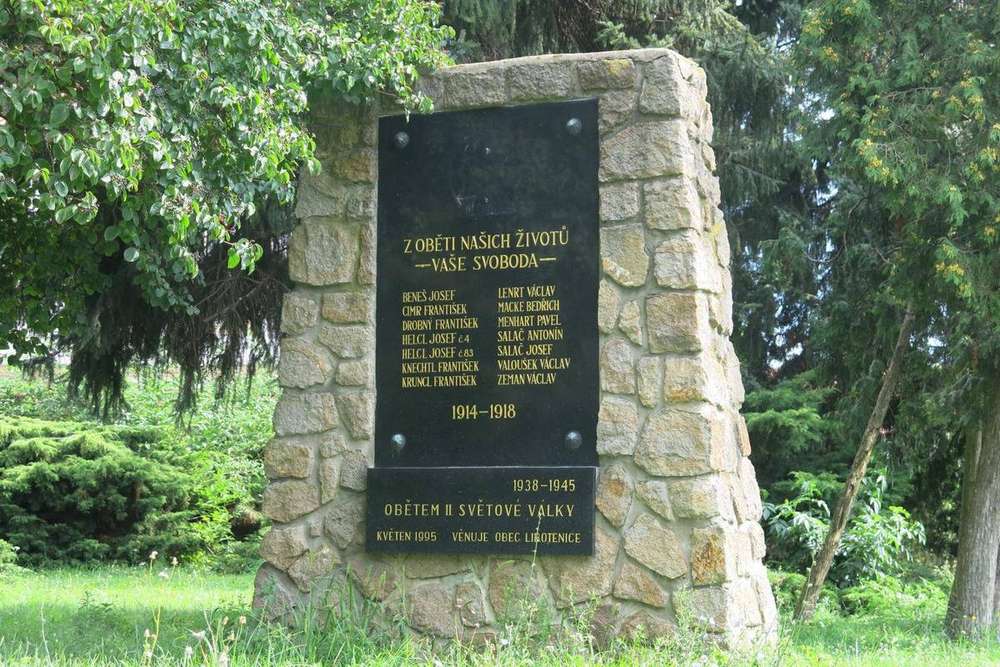 Z OBĚTI NAŠICH ŽIVOTŮ
VAŠE SVOBODA
BENEŠ JOSEF
CIMR FRANTIŠEK
DROBNÝ FRANTIŠEK
HELCL JOSEF č.4
HELCL JOSEF č.83
KNECHTL FRANTIŠEK
KRUNCL FRANTIŠEK
LENRT VÁCLAV
MACKE BEDŘICH
MENHART PAVEL
SALAČ ANTONÍN
SALAČ JOSEF
VALOUŠEK VÁCLAV
ZEMAN VÁCLAV
1914-1918
1938-1945
OBĚTEM II. SVĚTOVÉ VÁLKY
KVĚTEN 1995 VĚNUJE OBEC LIBOTENICE